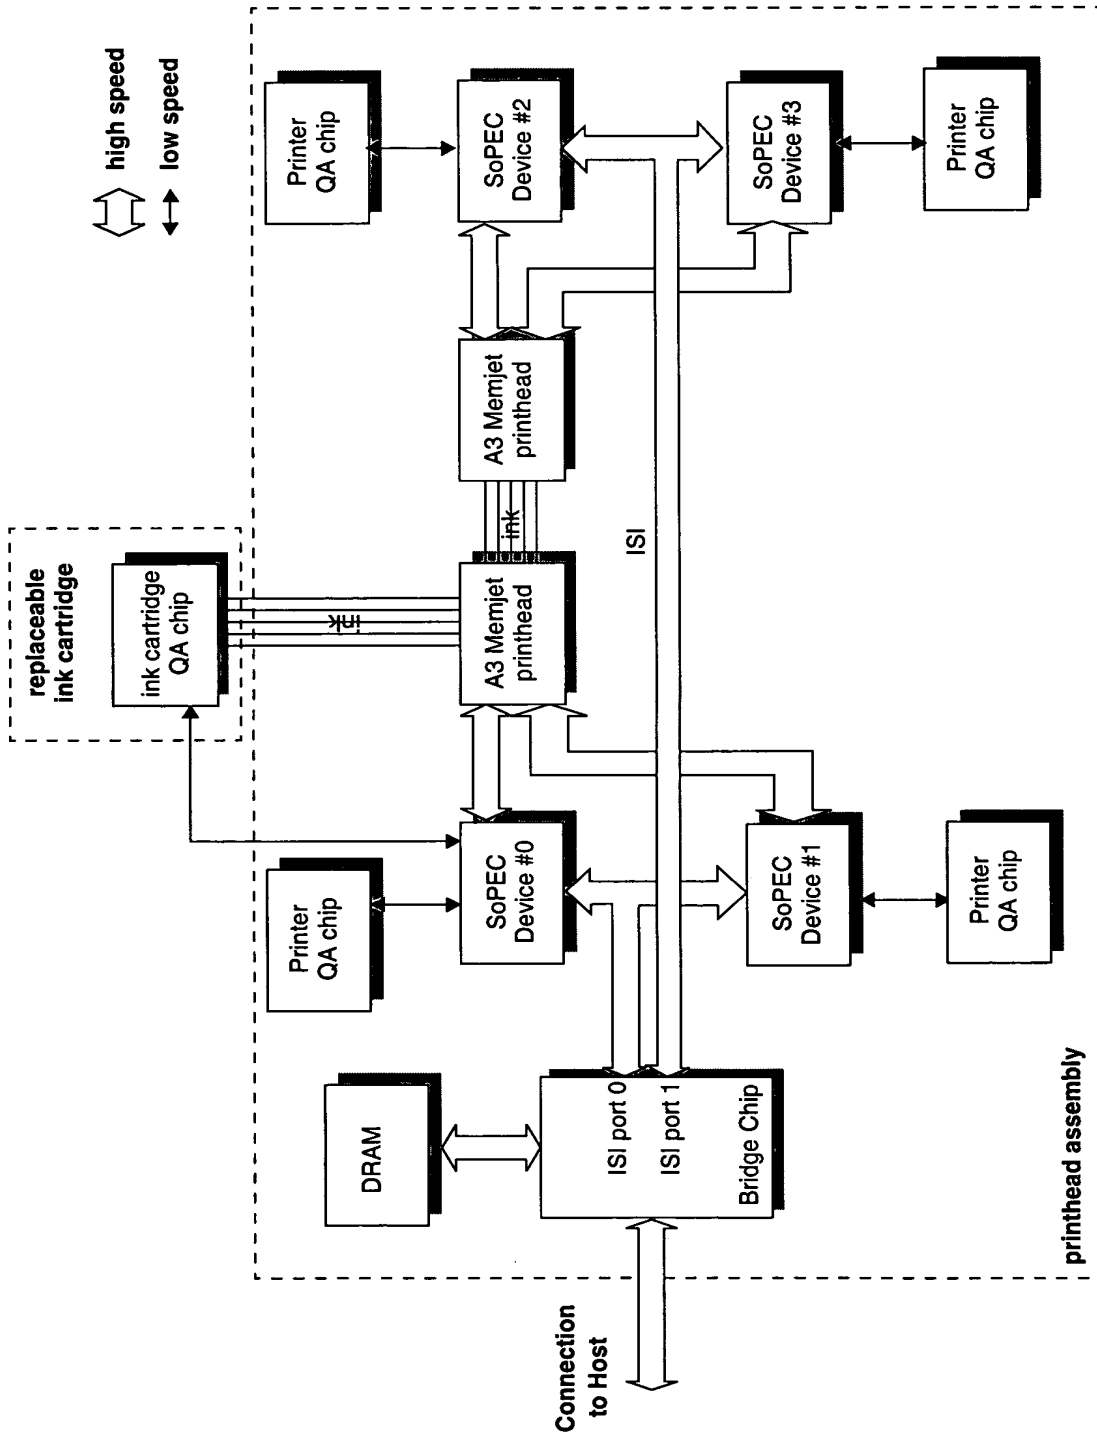 high speed
low speed
replaceable
ink cartridge
ink cartridge
QA chip
ink
Printer
QA chip
Printer
QA chip
DRAM
SoPEC
Device #0
A3 Memjet
printhead
ink
A3 Memjet
printhead
SoPEC
Device #2
Connection
to Host
ISI port 0
ISI port 1
Bridge Chip
ISI
SoPEC
Device #1
SoPEC
Device #3
Printer
QA chip
Printer
QA chip
printhead assembly